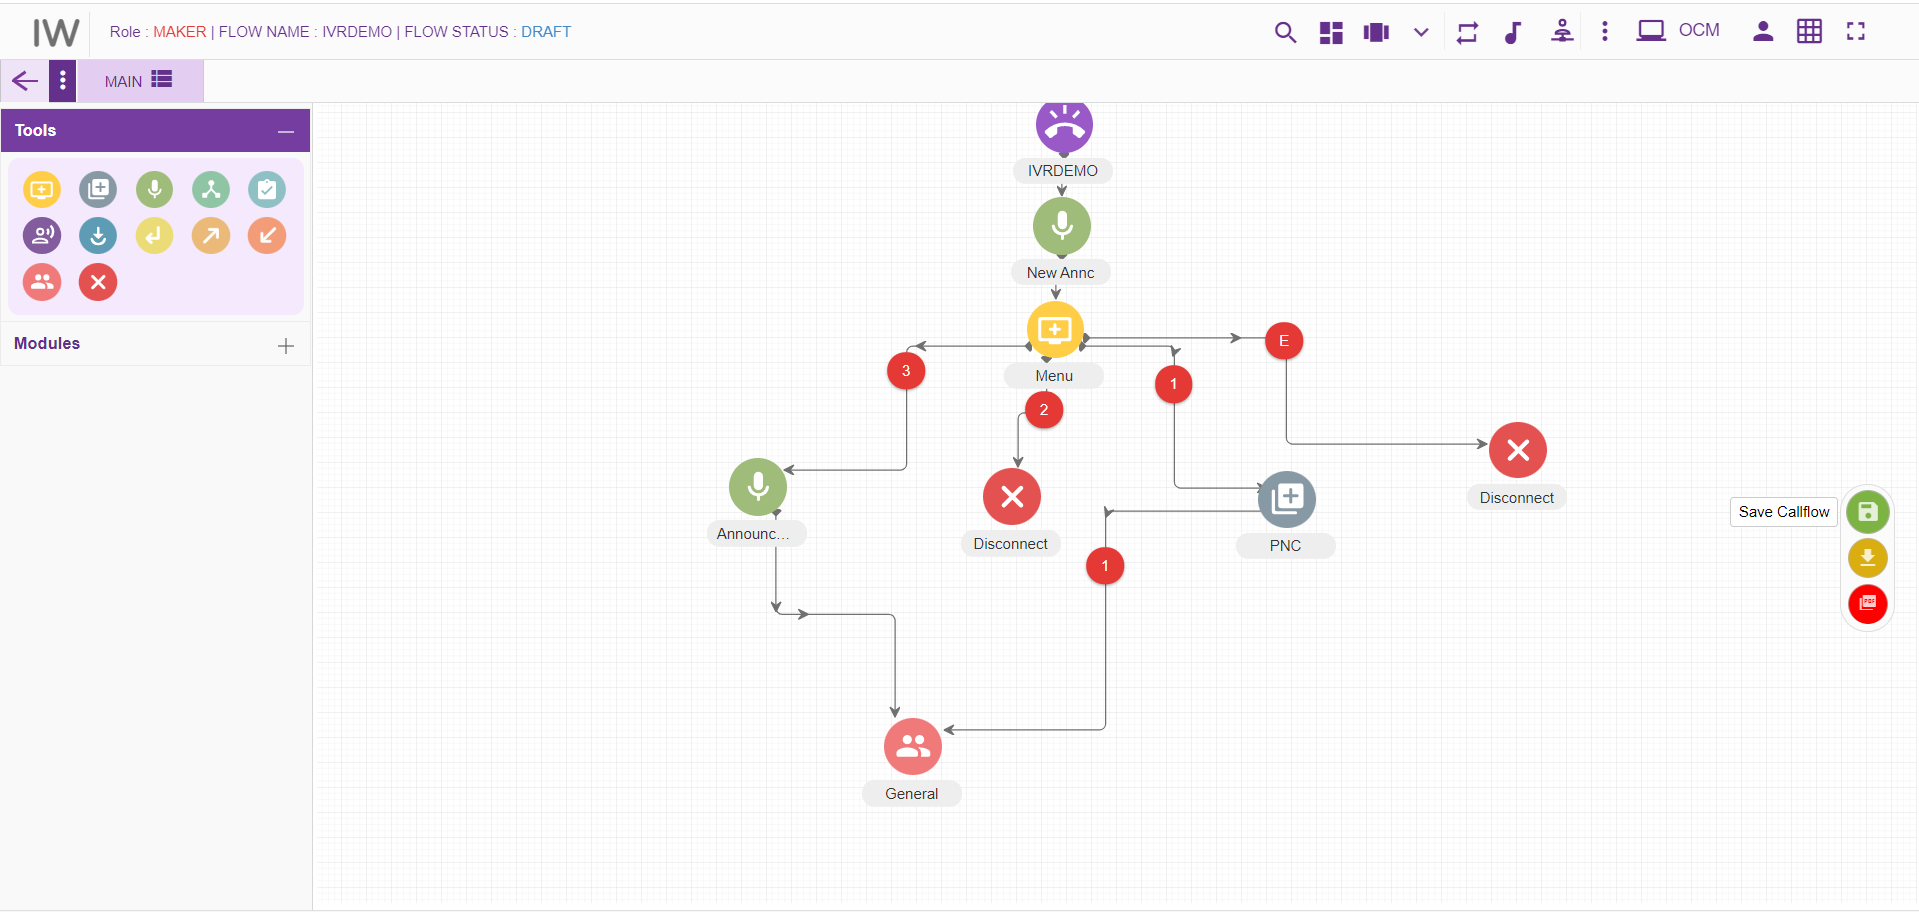 IW
Role : MAKER | FLOW NAME : IVRDEMO | FLOW STATUS : DRAFT
OCM
MAIN
Tools
Modules
IVRDEMO
New Annc
Menu
E
3
1
2
Disconnect
Announc...
Disconnect
PNC
1
General
Save Callflow
PDF